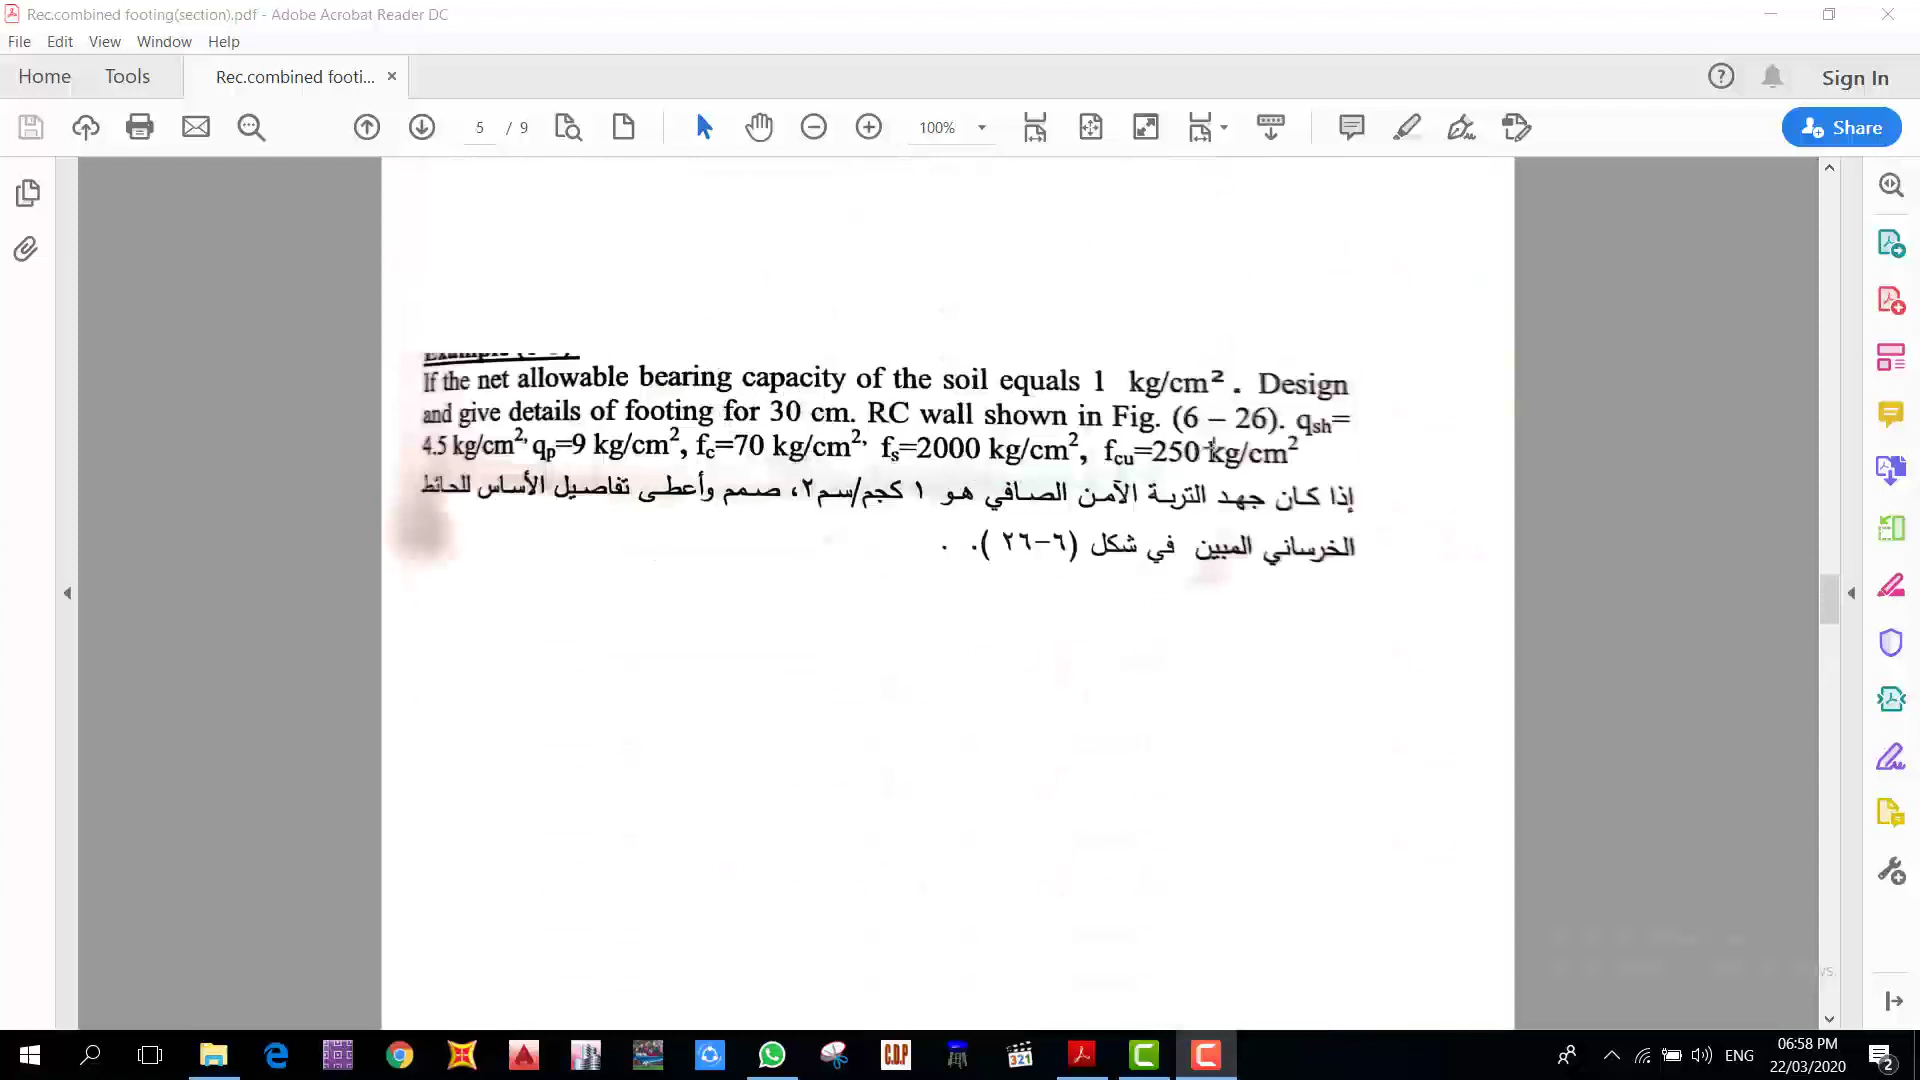 Rec.combined footing(section).pdf - Adobe Acrobat Reader DC
File Edit View Window Help
Home Tools Rec.combined footi... × Sign In
5 / 9 100% Share
If the net allowable bearing capacity of the soil equals 1 kg/cm². Design
and give details of footing for 30 cm. RC wall shown in Fig. (6 – 26). qsh=
4.5 kg/cm², qp=9 kg/cm², fc=70 kg/cm², fs=2000 kg/cm², fcu=250 kg/cm²
إذا كان جهد التربة الآمن الصافي هو ١ كجم/سم٢، صمم وأعطى تفاصيل الأساس للحائط
الخرساني المبين في شكل (٦-٢٦).
C.D.P
321
ENG
06:58 PM
22/03/2020
2